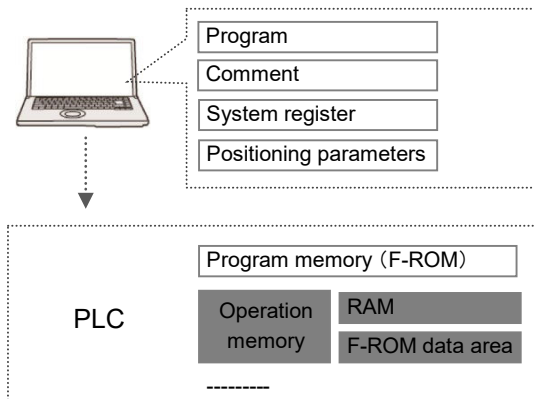 Program
Comment
System register
Positioning parameters
Program memory（F-ROM）
PLC
Operation
memory
RAM
F-ROM data area
---------